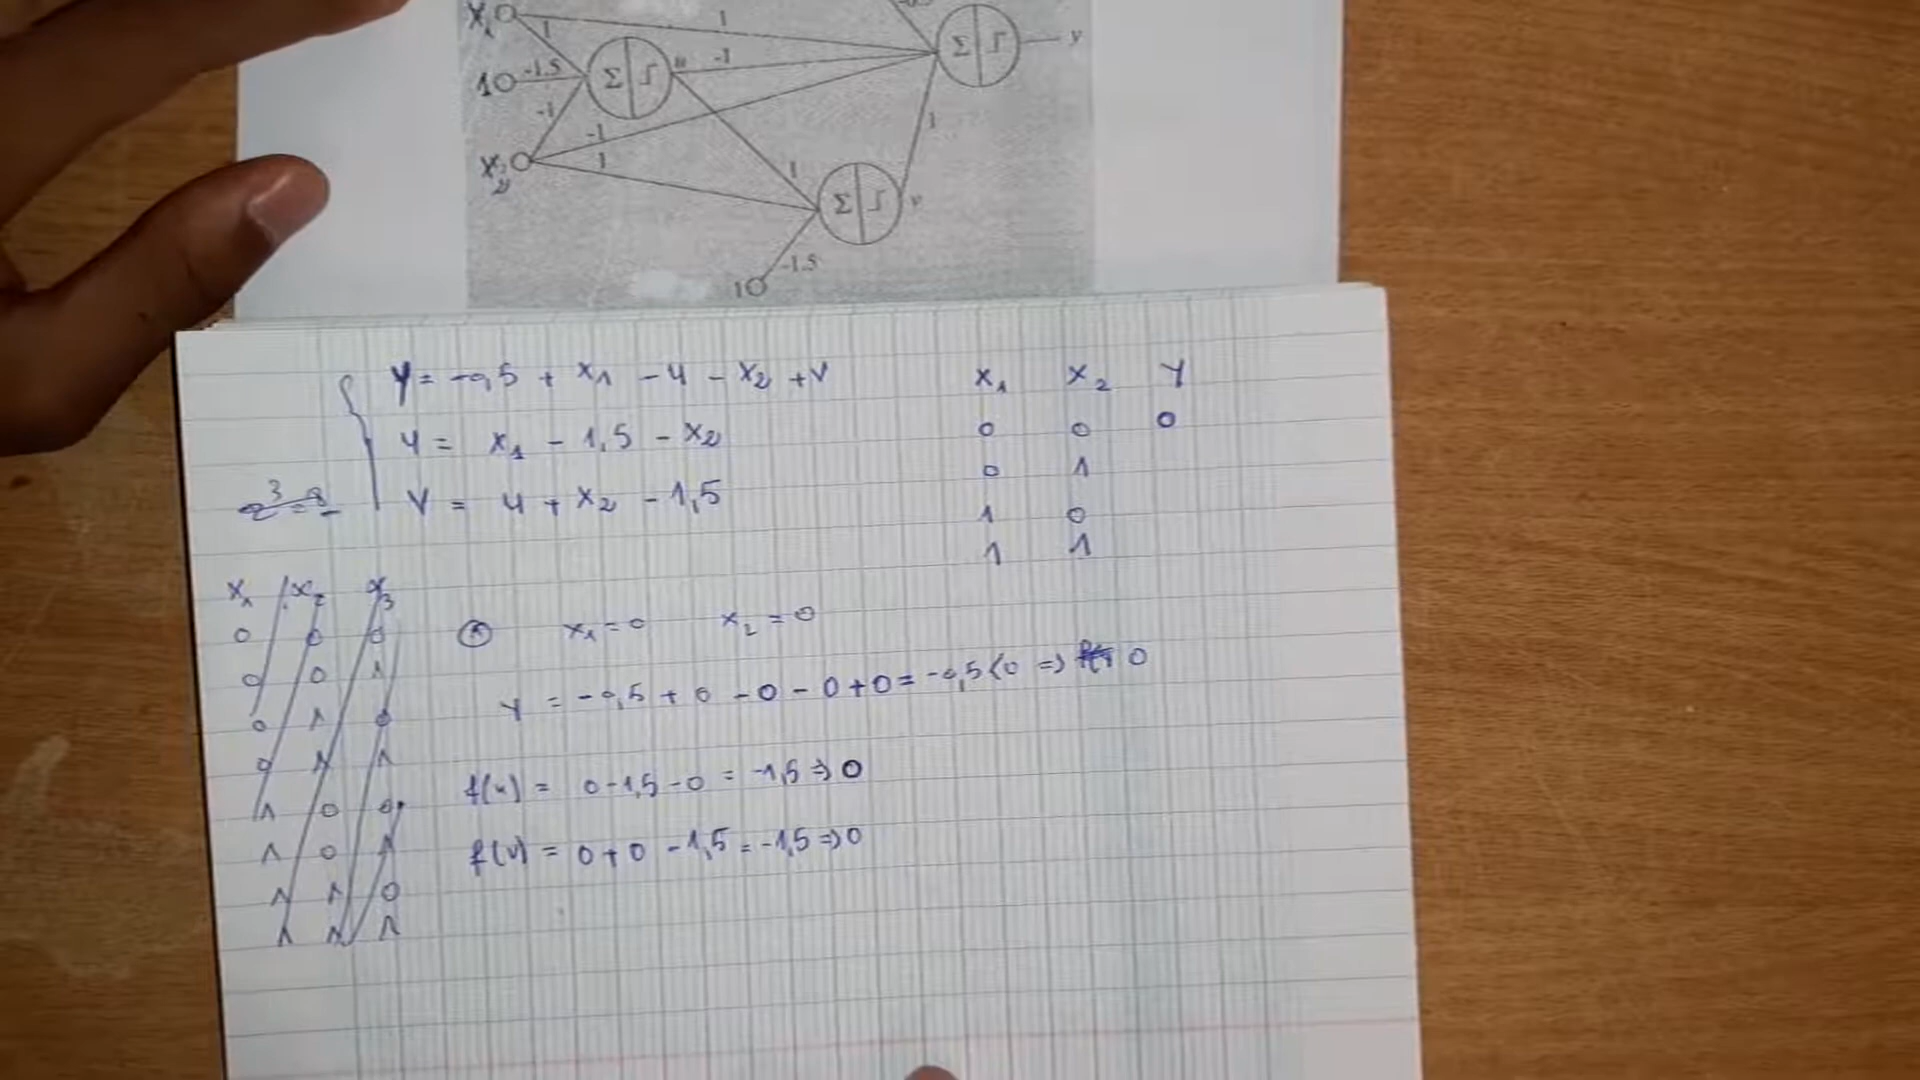 X1 1 1 Σ y
1 -1.5 Σ u -1
-1
-1 1
X2 1 1
Σ v
-1.5
1
Y = -0,5 + x1 - u - x2 + v
u = x1 - 1,5 - x2
v = u + x2 - 1,5
2^3 = 8
X1 X2 Y
0 0 0
0 1
1 0
1 1
x1 x2 x3
0 0 0
0 0 1
0 1 0
0 1 1
1 0 0
1 0 1
1 1 0
1 1 1
* x1 = 0 x2 = 0
Y = -0,5 + 0 - 0 - 0 + 0 = -0,5 < 0 => 0
f(u) = 0 - 1,5 - 0 = -1,5 => 0
f(v) = 0 + 0 - 1,5 = -1,5 => 0